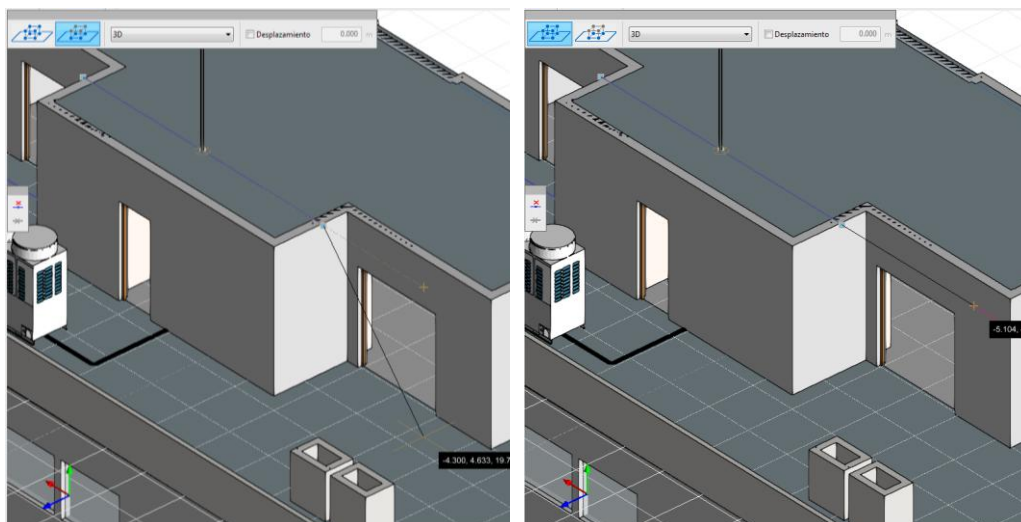 3D
Desplazamiento
0.000 m
-4.300, 4.633, 19.7
3D
Desplazamiento
0.000 m
-5.104,